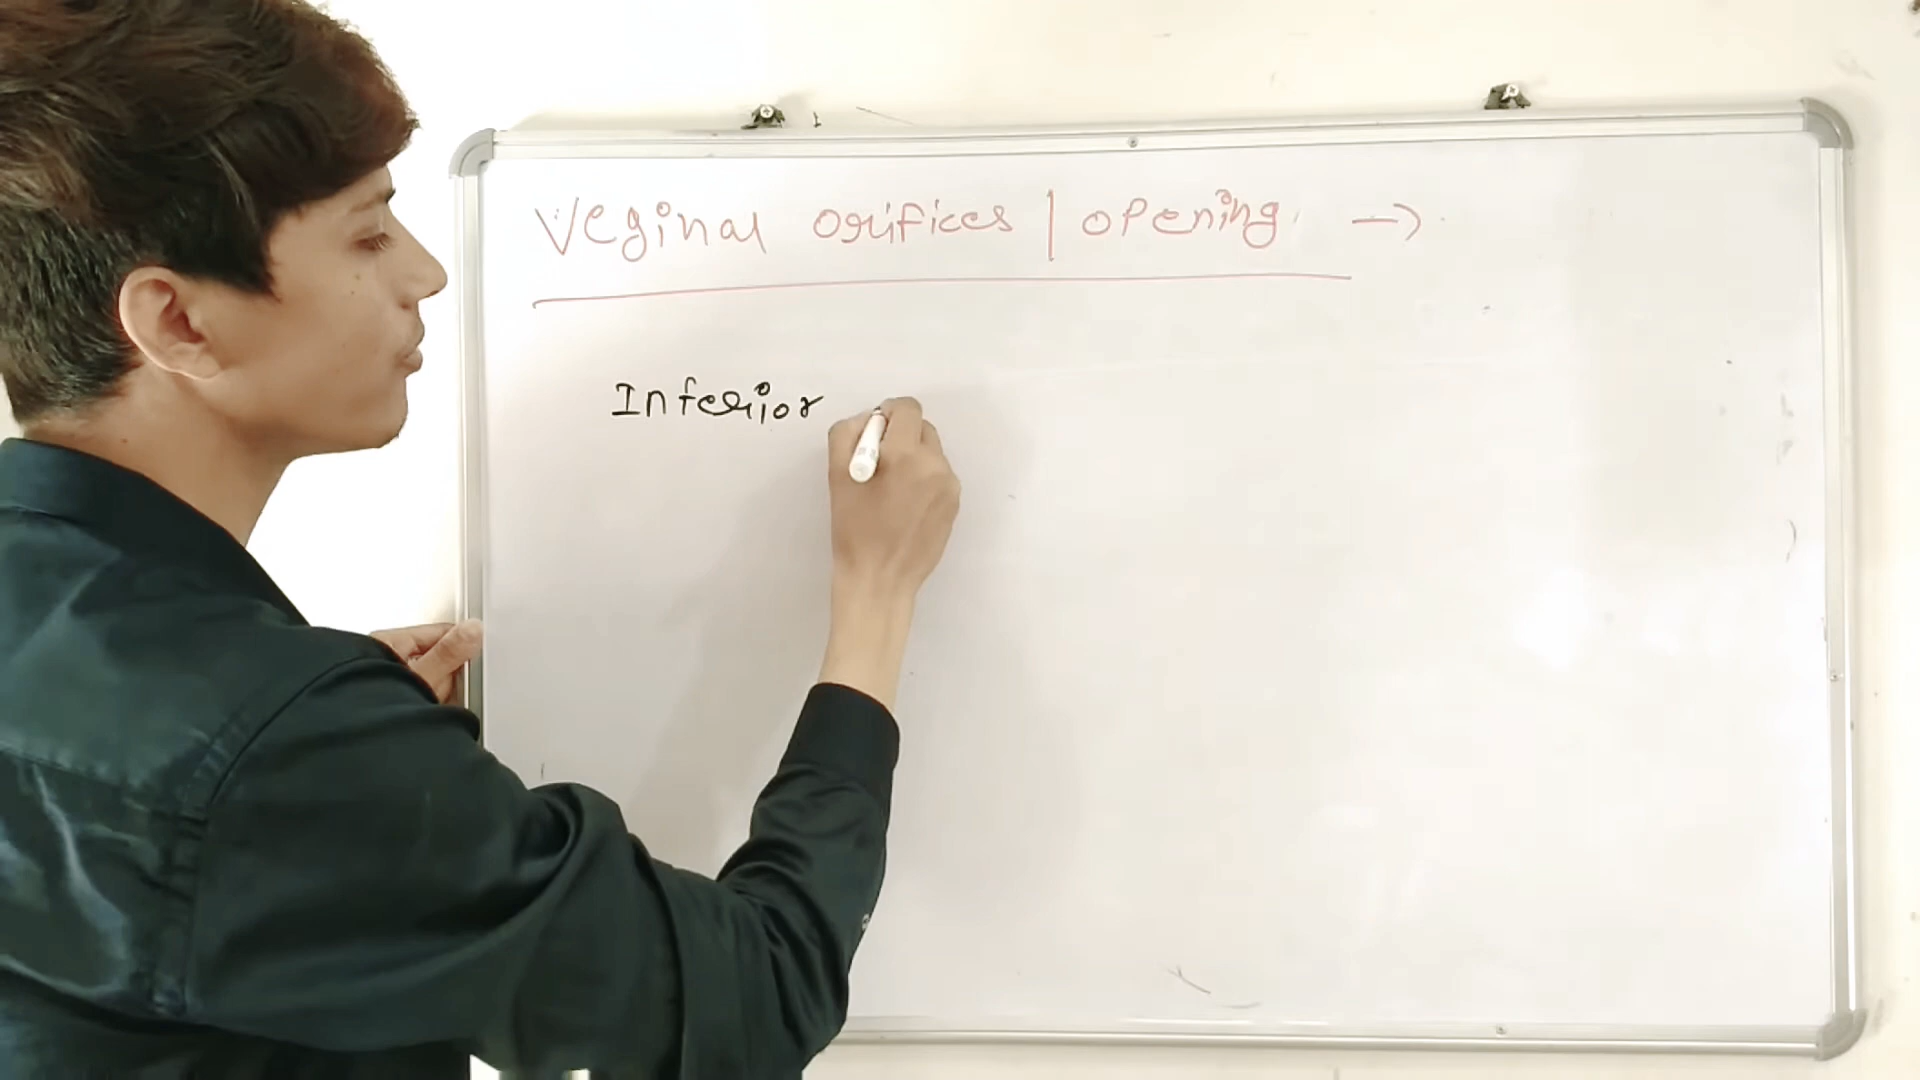 Veginal orifices | opening →
Inferior